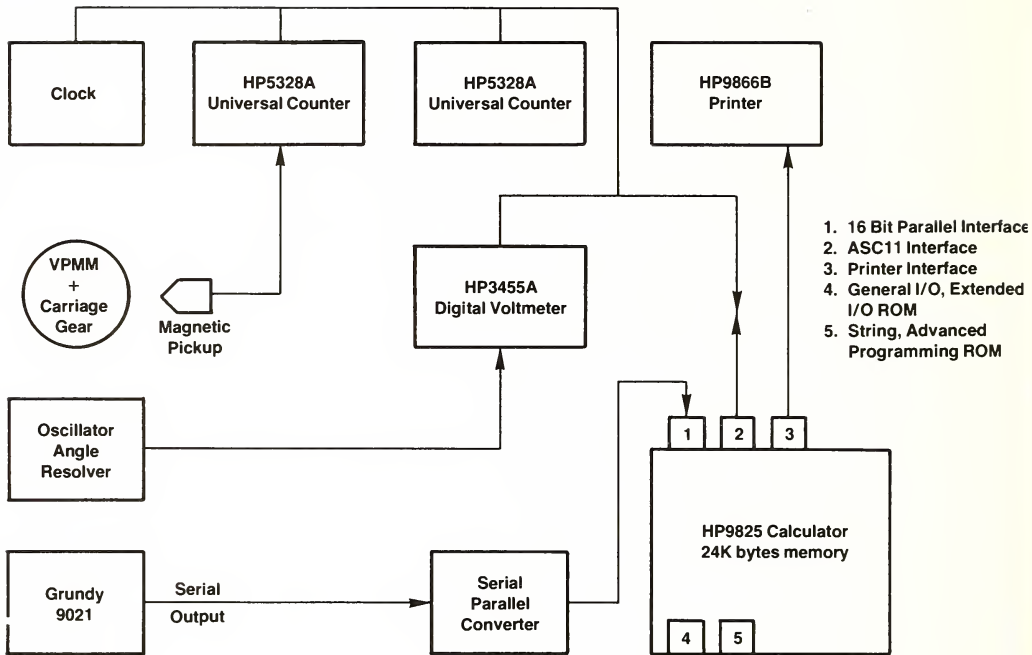 Clock
HP5328A
Universal Counter
HP5328A
Universal Counter
HP9866B
Printer
VPMM
+
Carriage
Gear
Magnetic
Pickup
HP3455A
Digital Voltmeter
1. 16 Bit Parallel Interface
2. ASC11 Interface
3. Printer Interface
4. General I/O, Extended
I/O ROM
5. String, Advanced
Programming ROM
Oscillator
Angle
Resolver
1
2
3
HP9825 Calculator
24K bytes memory
4
5
Grundy
9021
Serial
Output
Serial
Parallel
Converter